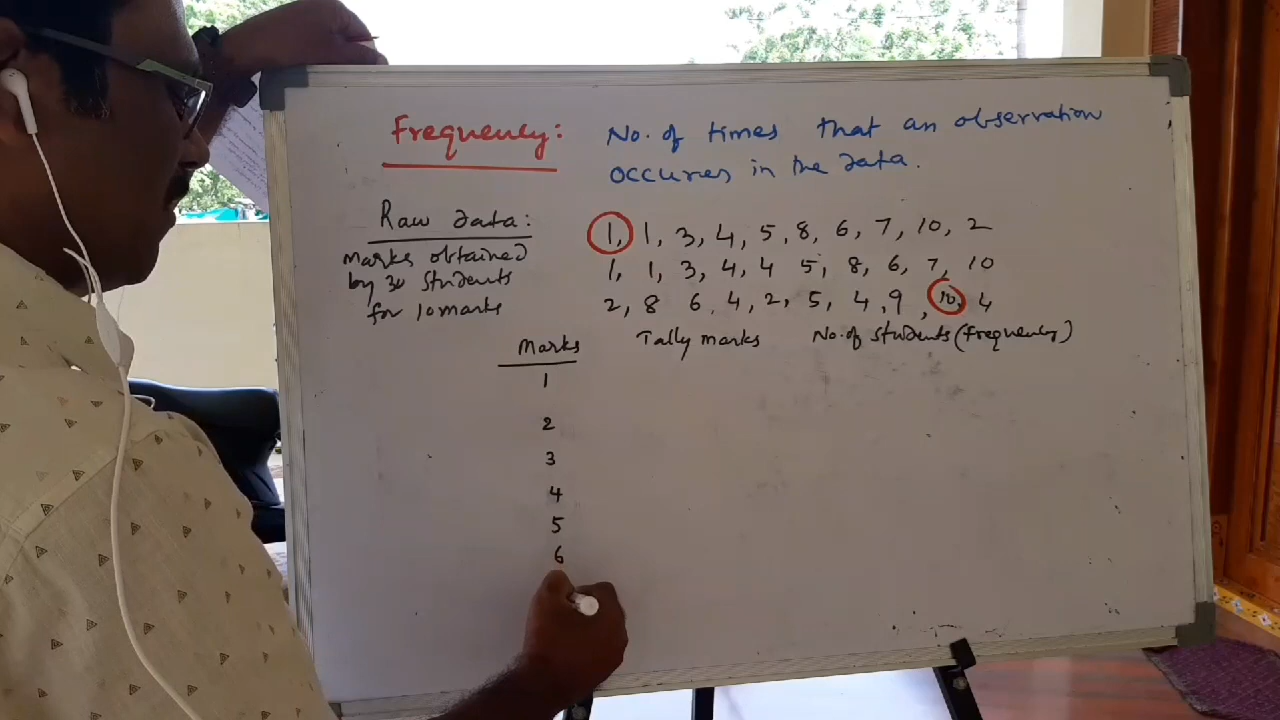 Frequency: No. of times that an observation
occuries in the data.
Raw data: 1, 1, 3, 4, 5, 8, 6, 7, 10, 2
Marks obtained 1, 1, 3, 4, 4 5, 8, 6, 7, 10
by 30 students 2, 8 6, 4, 2, 5, 4, 9, 10, 4
for 10 marks
Marks Tally marks No. of students (frequency)
1
2
3
4
5
6